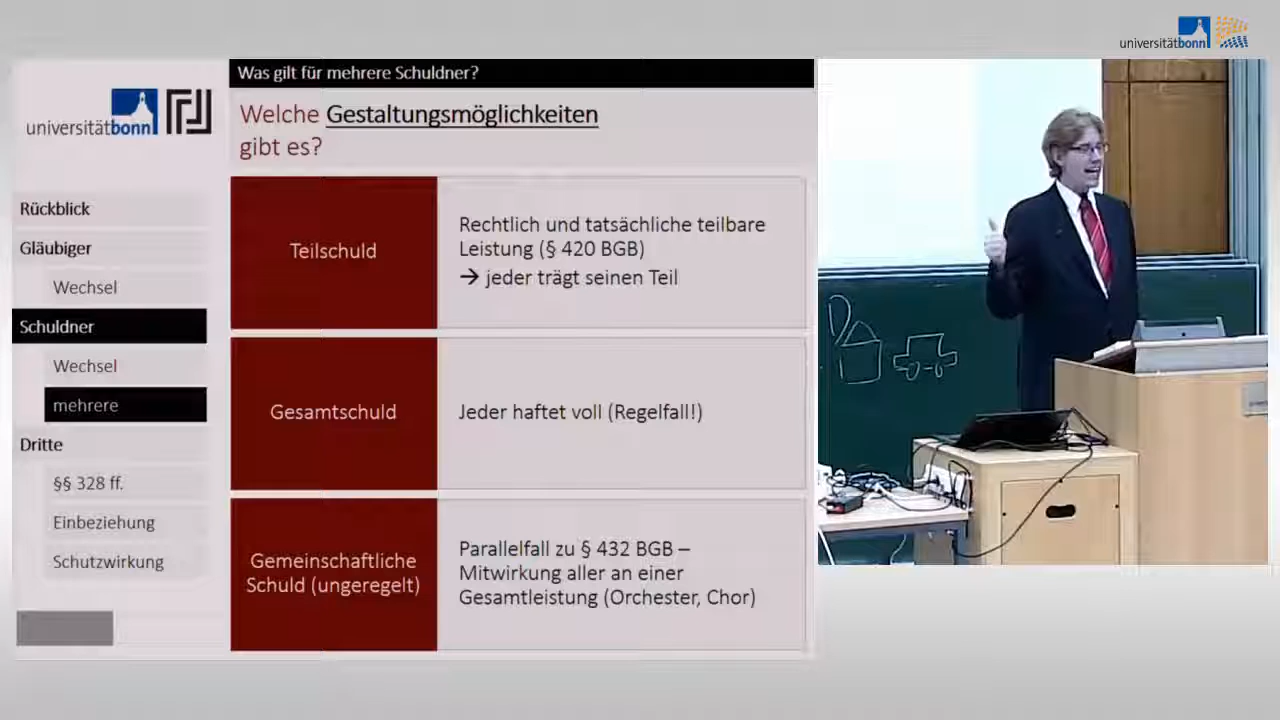 universitätbonn
Was gilt für mehrere Schuldner?
Welche Gestaltungsmöglichkeiten
gibt es?
universitätbonn
Rückblick
Gläubiger
Wechsel
Schuldner
Wechsel
mehrere
Dritte
§§ 328 ff.
Einbeziehung
Schutzwirkung
Teilschuld
Rechtlich und tatsächliche teilbare
Leistung (§ 420 BGB)
→ jeder trägt seinen Teil
Gesamtschuld
Jeder haftet voll (Regelfall!)
Gemeinschaftliche
Schuld (ungeregelt)
Parallelfall zu § 432 BGB –
Mitwirkung aller an einer
Gesamtleistung (Orchester, Chor)